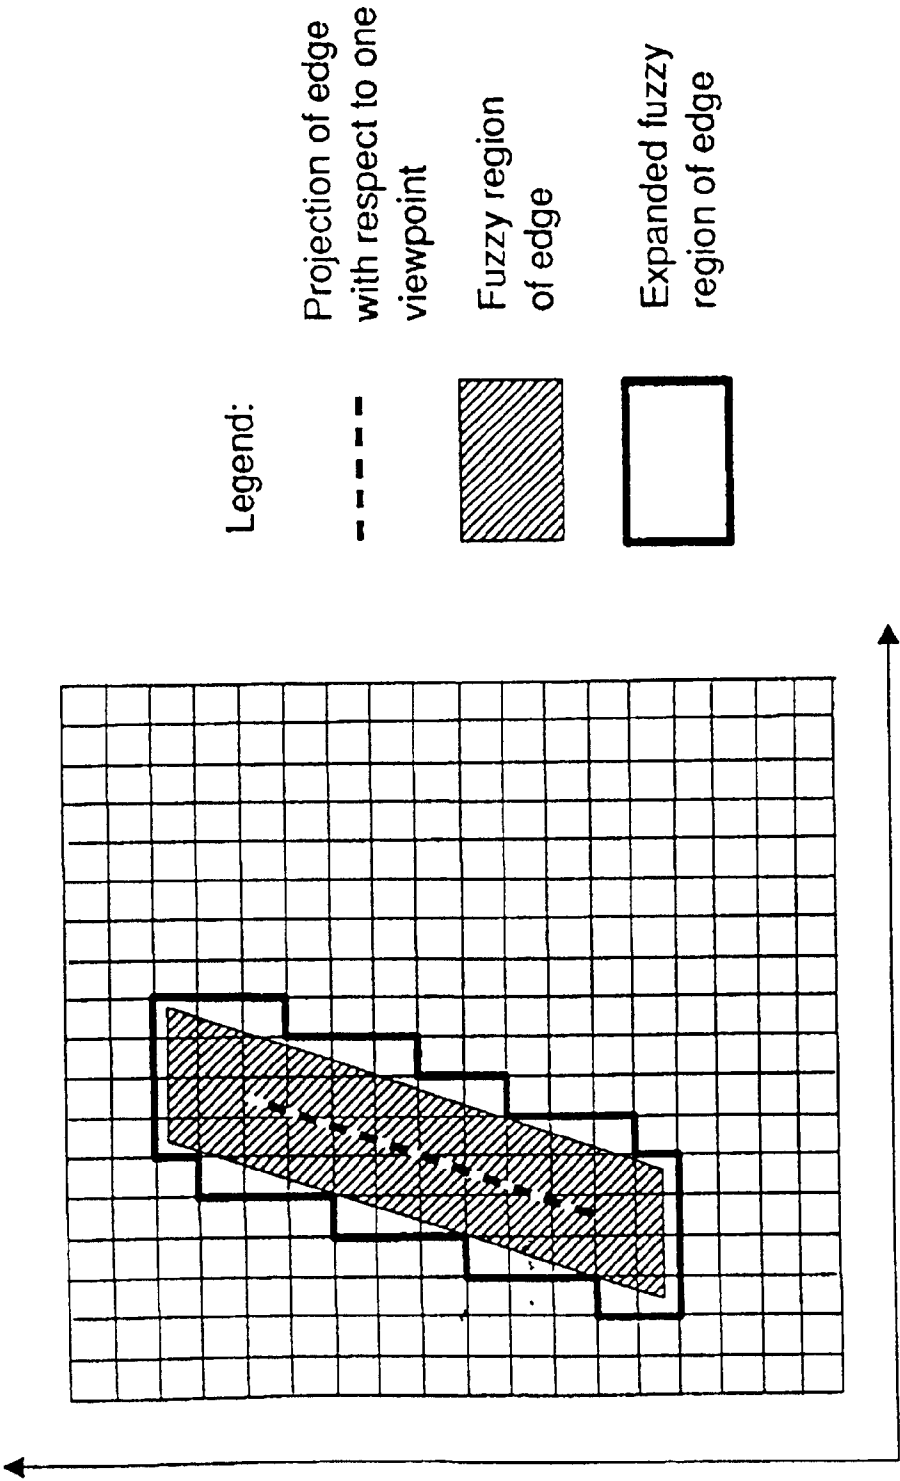 Legend:
Projection of edge
with respect to one
viewpoint
Fuzzy region
of edge
Expanded fuzzy
region of edge